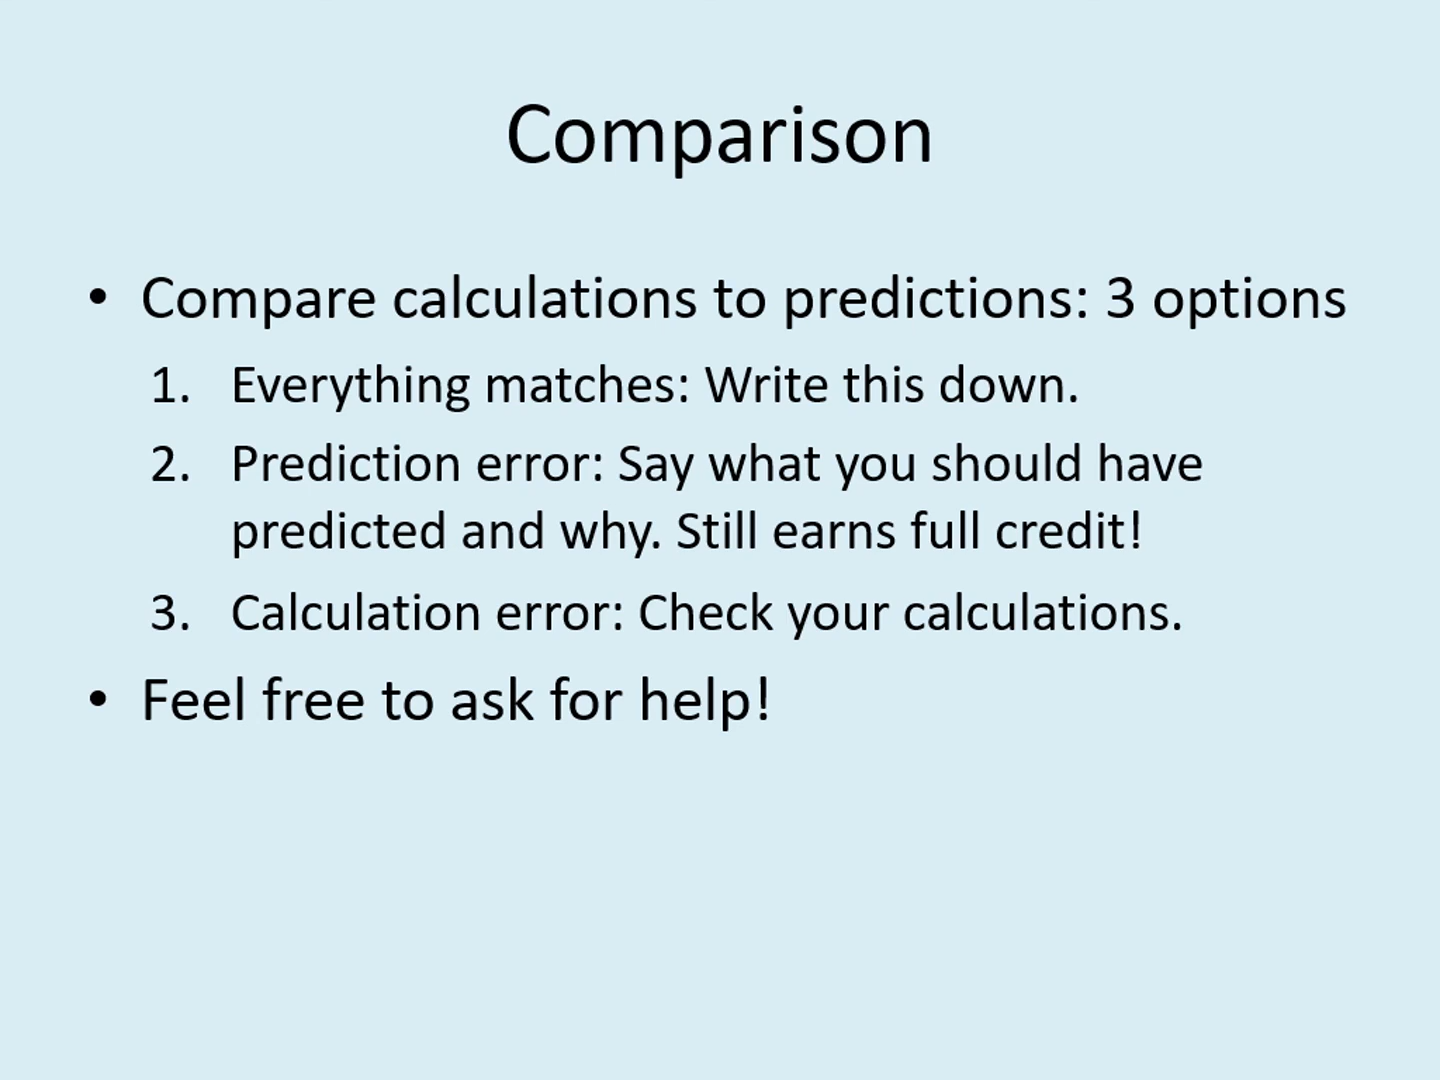 Comparison
• Compare calculations to predictions: 3 options
1. Everything matches: Write this down.
2. Prediction error: Say what you should have
predicted and why. Still earns full credit!
3. Calculation error: Check your calculations.
• Feel free to ask for help!